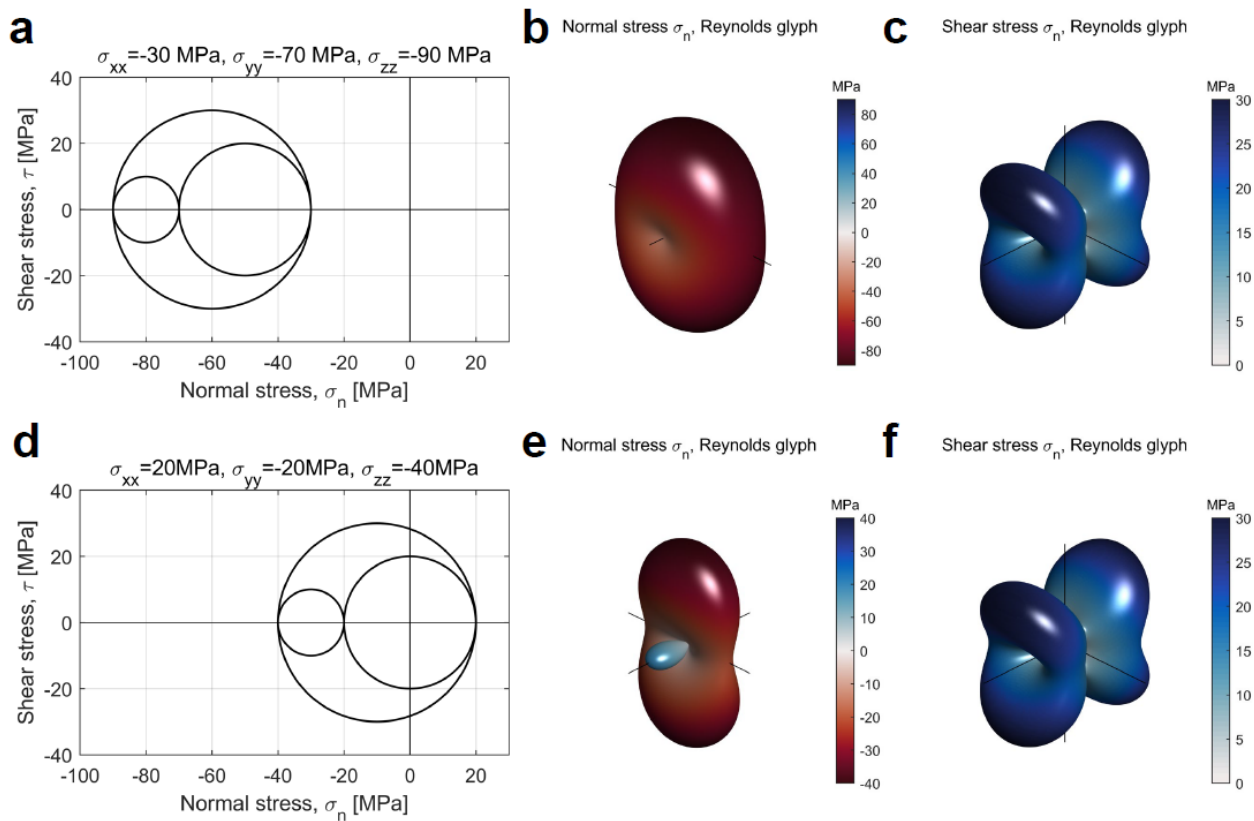 a
σxx=-30 MPa, σyy=-70 MPa, σzz=-90 MPa
40
20
0
-20
-40
Shear stress, τ [MPa]
-100 -80 -60 -40 -20 0 20
Normal stress, σn [MPa]
b
Normal stress σn, Reynolds glyph
MPa
80
60
40
20
0
-20
-40
-60
-80
c
Shear stress σn, Reynolds glyph
MPa
30
25
20
15
10
5
0
d
σxx=20MPa, σyy=-20MPa, σzz=-40MPa
40
20
0
-20
-40
Shear stress, τ [MPa]
-100 -80 -60 -40 -20 0 20
Normal stress, σn [MPa]
e
Normal stress σn, Reynolds glyph
MPa
40
30
20
10
0
-10
-20
-30
-40
f
Shear stress σn, Reynolds glyph
MPa
30
25
20
15
10
5
0